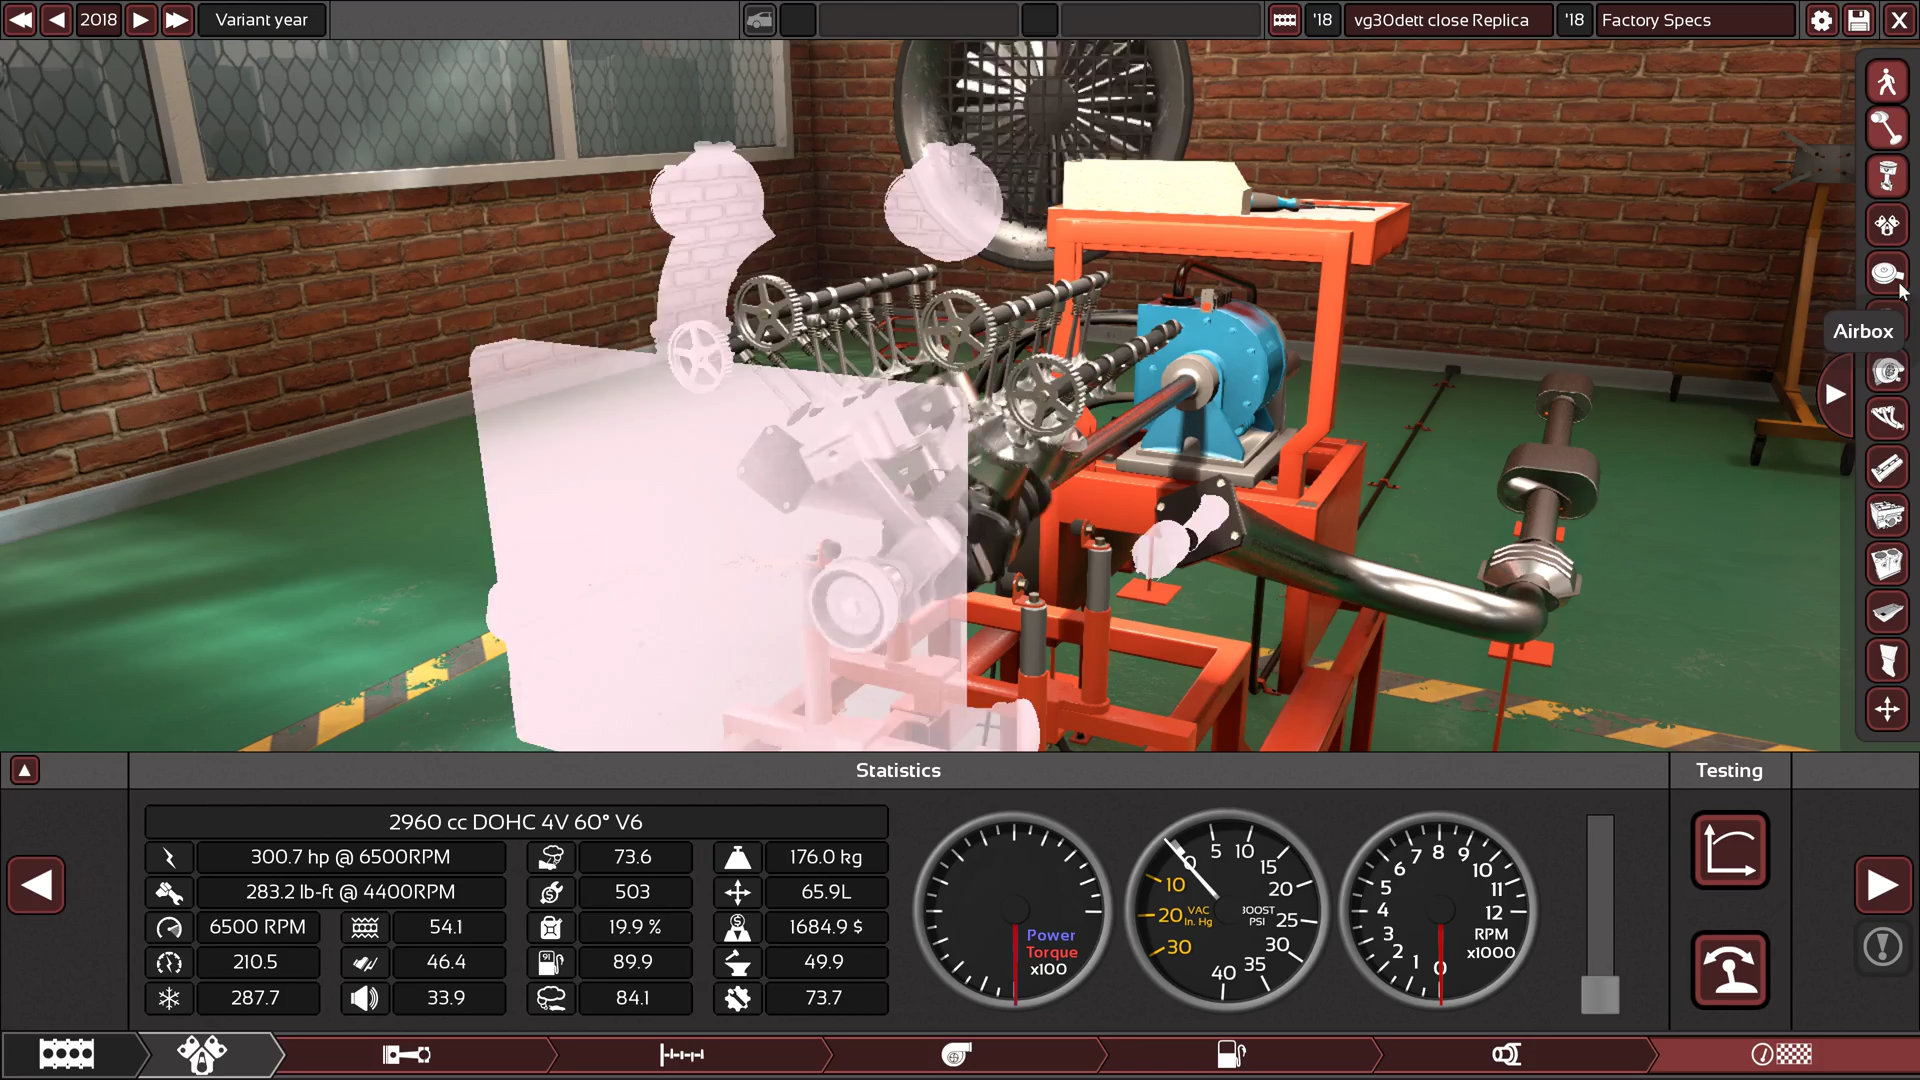 2018
Variant year
'18
vg30dett close Replica
'18
Factory Specs
Airbox
Statistics
Testing
2960 cc DOHC 4V 60° V6
300.7 hp @ 6500RPM
73.6
176.0 kg
283.2 lb-ft @ 4400RPM
503
65.9L
6500 RPM
54.1
19.9 %
1684.9 $
210.5
46.4
91
89.9
49.9
287.7
33.9
84.1
73.7
Power
Torque
x100
0
5
10
15
20
25
30
35
40
10
20
30
VAC
In. Hg
BOOST
PSI
0
1
2
3
4
5
6
7
8
9
10
11
12
RPM
x1000